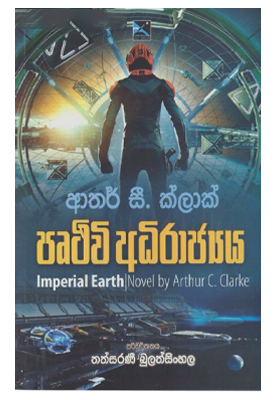 ආතර් සී. ක්ලාක්
පෘථිවි අධිරාජ්‍යය
Imperial Earth|Novel by Arthur C. Clarke
පරිවර්තනය
තත්සරණී බුලත්සිංහල